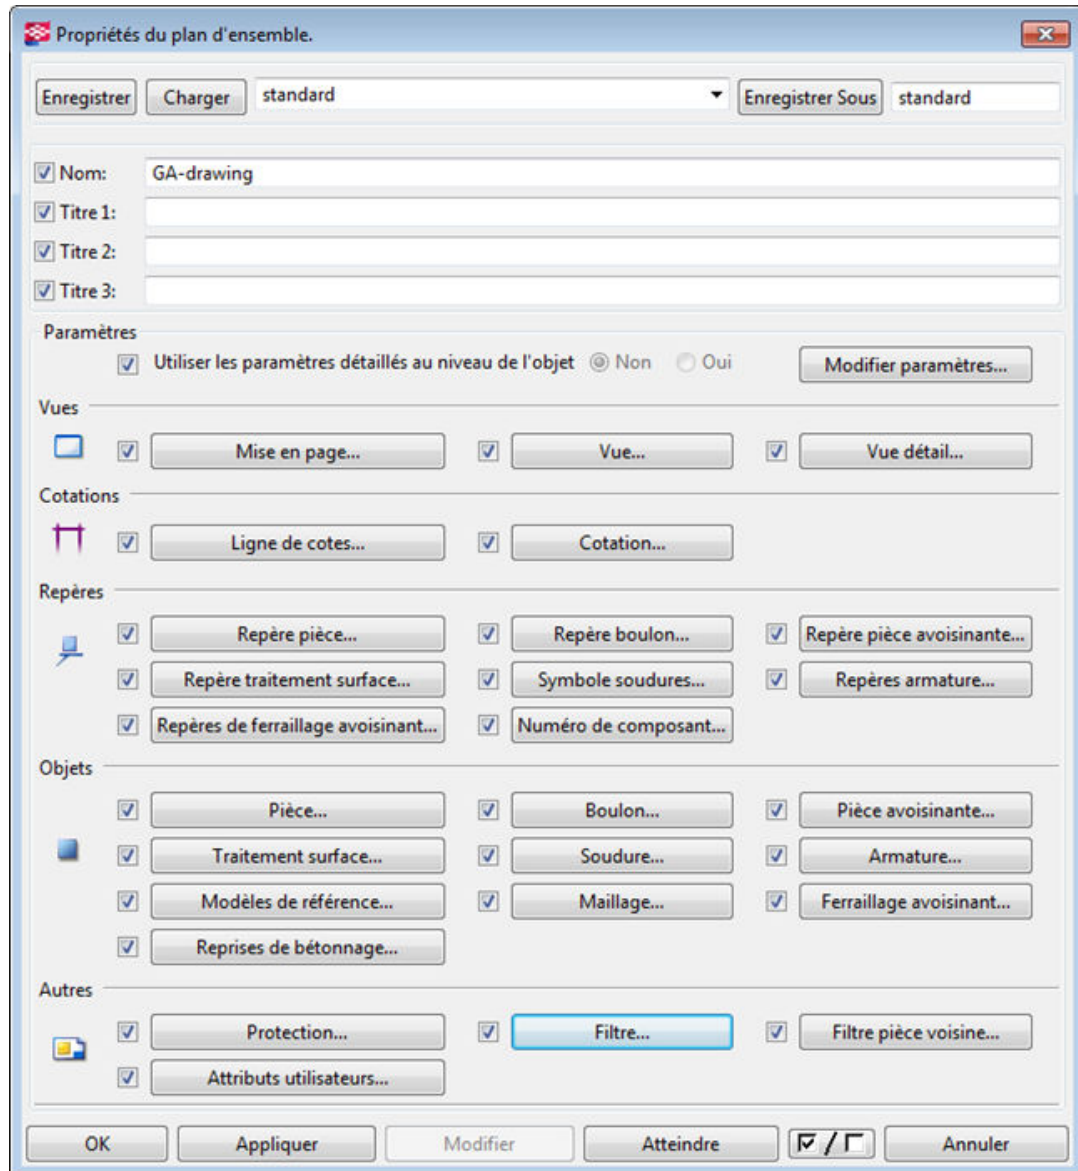 Propriétés du plan d'ensemble.
Enregistrer Charger standard Enregistrer Sous standard
Nom: GA-drawing
Titre 1:
Titre 2:
Titre 3:
Paramètres
Utiliser les paramètres détaillés au niveau de l'objet Non Oui Modifier paramètres...
Vues
Mise en page... Vue... Vue détail...
Cotations
Ligne de cotes... Cotation...
Repères
Repère pièce... Repère boulon... Repère pièce avoisinante...
Repère traitement surface... Symbole soudures... Repères armature...
Repères de ferraillage avoisinant... Numéro de composant...
Objets
Pièce... Boulon... Pièce avoisinante...
Traitement surface... Soudure... Armature...
Modèles de référence... Maillage... Ferraillage avoisinant...
Reprises de bétonnage...
Autres
Protection... Filtre... Filtre pièce voisine...
Attributs utilisateurs...
OK Appliquer Modifier Atteindre / Annuler